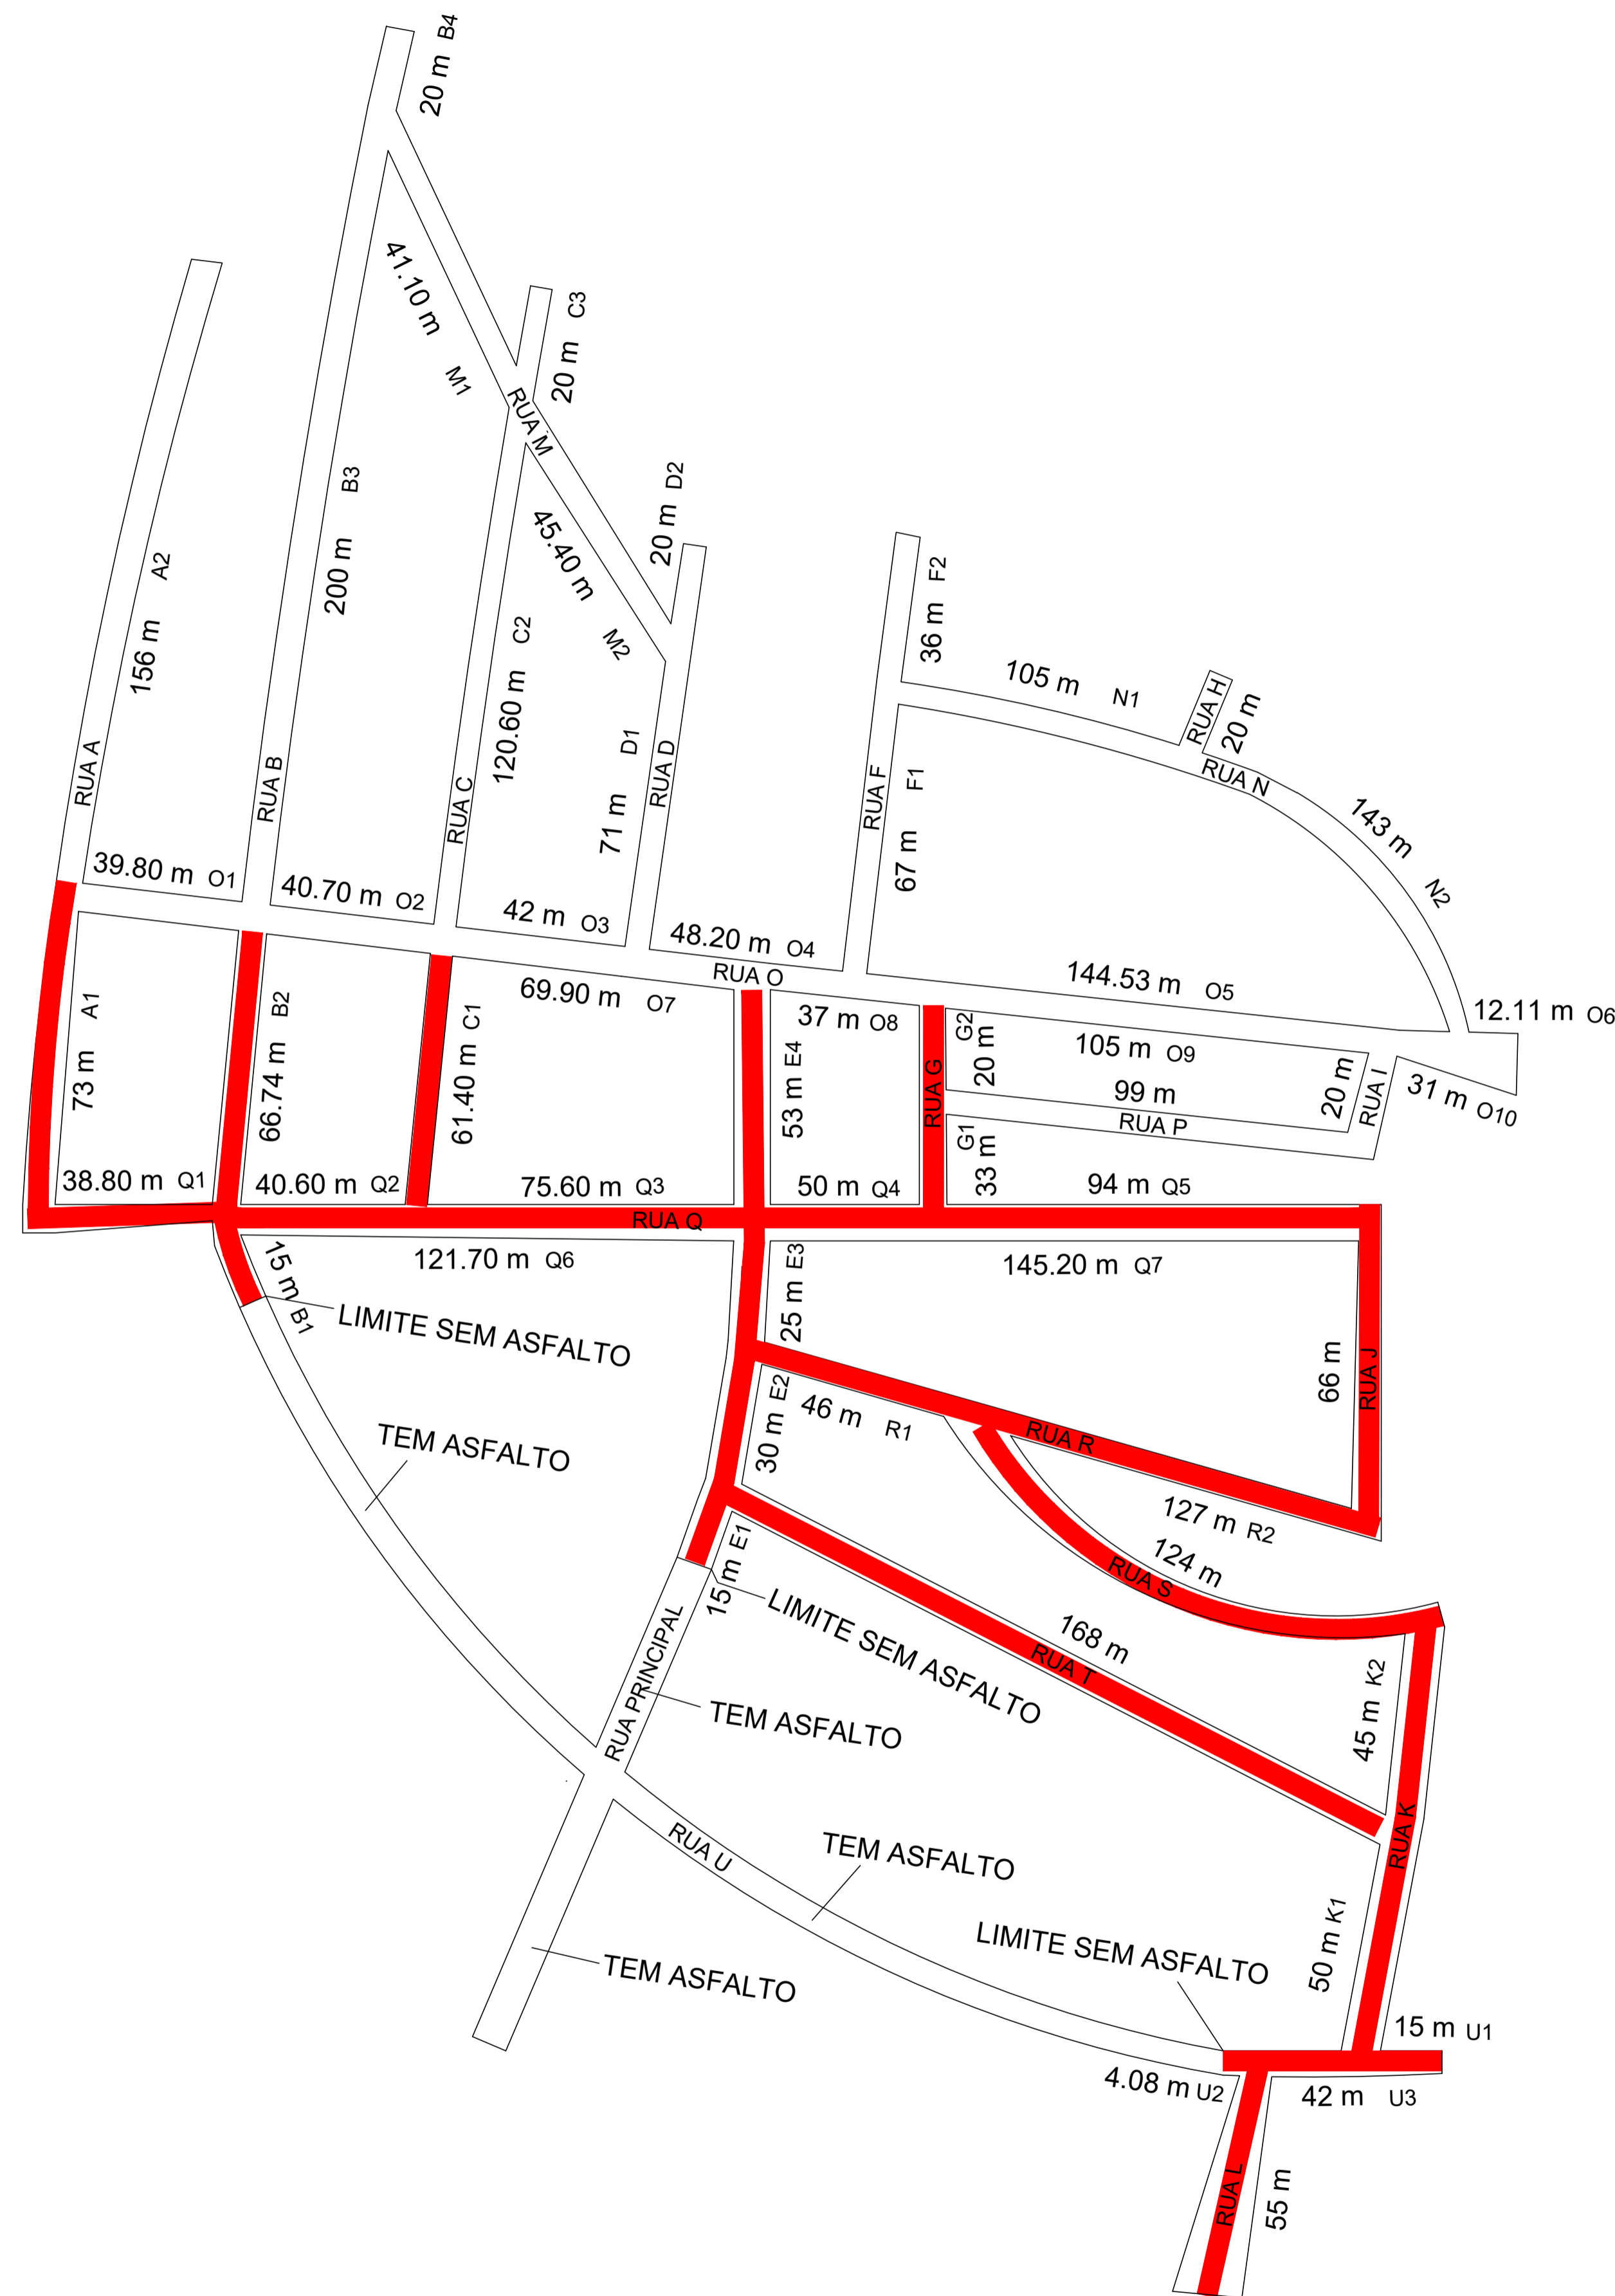 20 m B4
41.10 m M1
20 m C3
RUA M
20 m D2
45.40 m M2
156 m A2
200 m B3
120.60 m C2
71 m D1
36 m F2
105 m N1
RUA H
20 m
RUA N
143 m N2
RUA A
RUA B
RUA C
RUA D
RUA F
67 m F1
39.80 m O1
40.70 m O2
42 m O3
48.20 m O4
RUA O
144.53 m O5
12.11 m O6
69.90 m O7
37 m O8
105 m O9
31 m O10
73 m A1
66.74 m B2
61.40 m C1
53 m E4
RUA G
20 m G2
99 m
20 m
RUA I
RUA P
33 m G1
38.80 m Q1
40.60 m Q2
75.60 m Q3
50 m Q4
94 m Q5
RUA Q
121.70 m Q6
145.20 m Q7
15 m B1
LIMITE SEM ASFALTO
25 m E3
66 m
RUA J
30 m E2
46 m R1
RUA R
127 m R2
TEM ASFALTO
124 m
RUA S
15 m E1
LIMITE SEM ASFALTO
168 m
RUA T
RUA PRINCIPAL
TEM ASFALTO
45 m K2
RUA K
RUA U
TEM ASFALTO
50 m K1
LIMITE SEM ASFALTO
TEM ASFALTO
15 m U1
4.08 m U2
42 m U3
RUA L
55 m